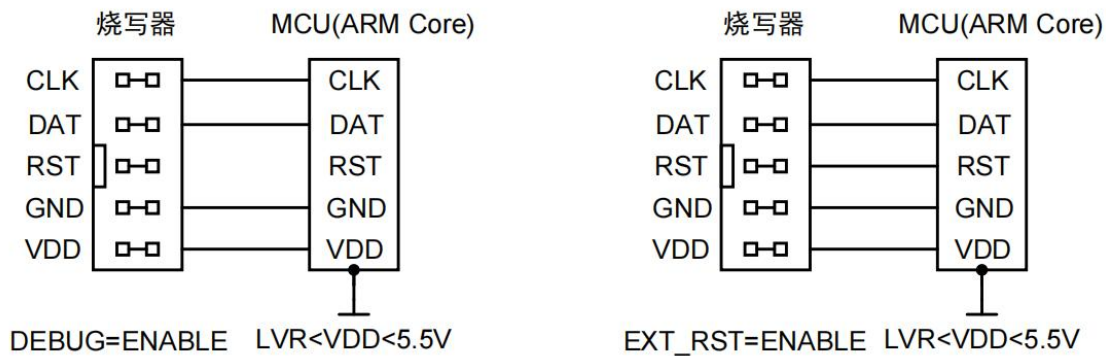 烧写器 MCU(ARM Core)
CLK CLK
DAT DAT
RST RST
GND GND
VDD VDD
DEBUG=ENABLE LVR<VDD<5.5V
烧写器 MCU(ARM Core)
CLK CLK
DAT DAT
RST RST
GND GND
VDD VDD
EXT_RST=ENABLE LVR<VDD<5.5V